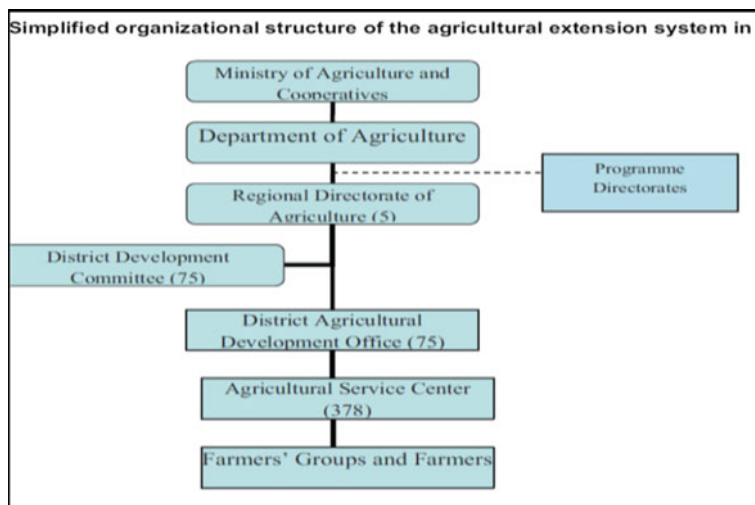 Simplified organizational structure of the agricultural extension system in
Ministry of Agriculture and
Cooperatives
Department of Agriculture
Programme
Directorates
Regional Directorate of
Agriculture (5)
District Development
Committee (75)
District Agricultural
Development Office (75)
Agricultural Service Center
(378)
Farmers' Groups and Farmers